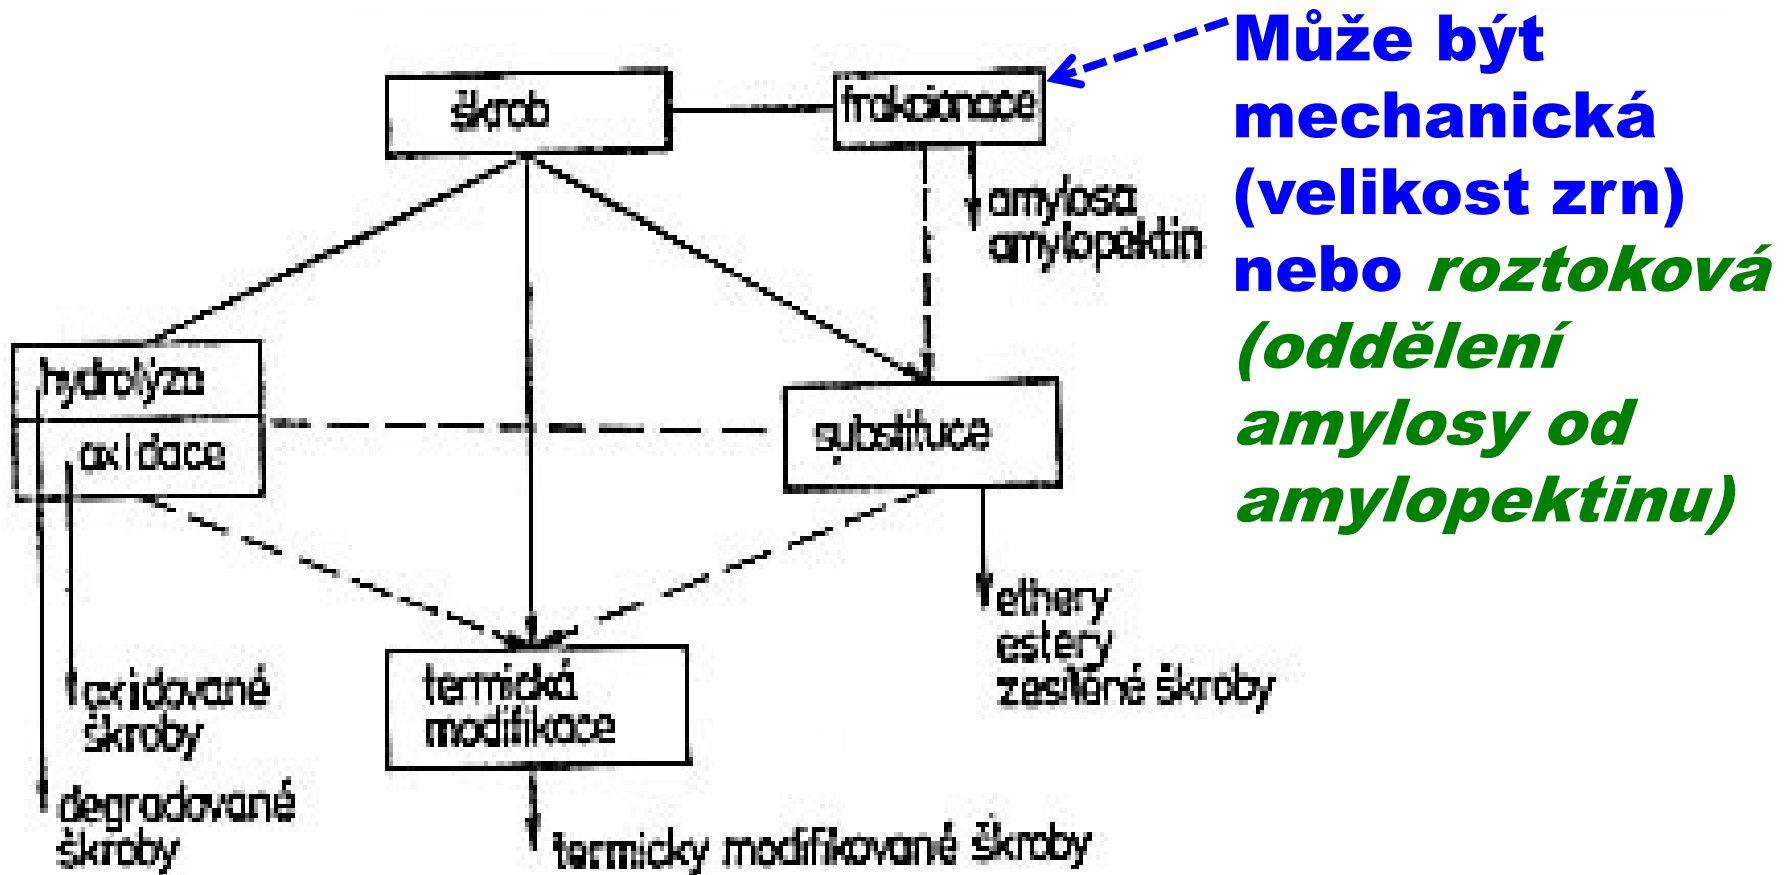 škrob
frakcionace
Může být
mechanická
(velikost zrn)
nebo roztoková
(oddělení
amylosy od
amylopektinu)
amylosa
amylopektin
hydrolýza
oxidace
substituce
ethery
estery
zesítěné škroby
termická
modifikace
oxidované
škroby
degradované
škroby
termicky modifikované škroby